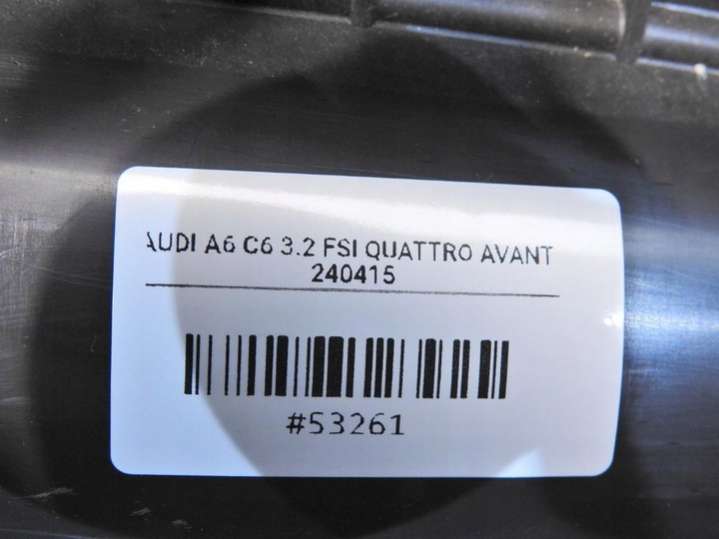 AUDI A6 C6 3.2 FSI QUATTRO AVANT
240415
#53261